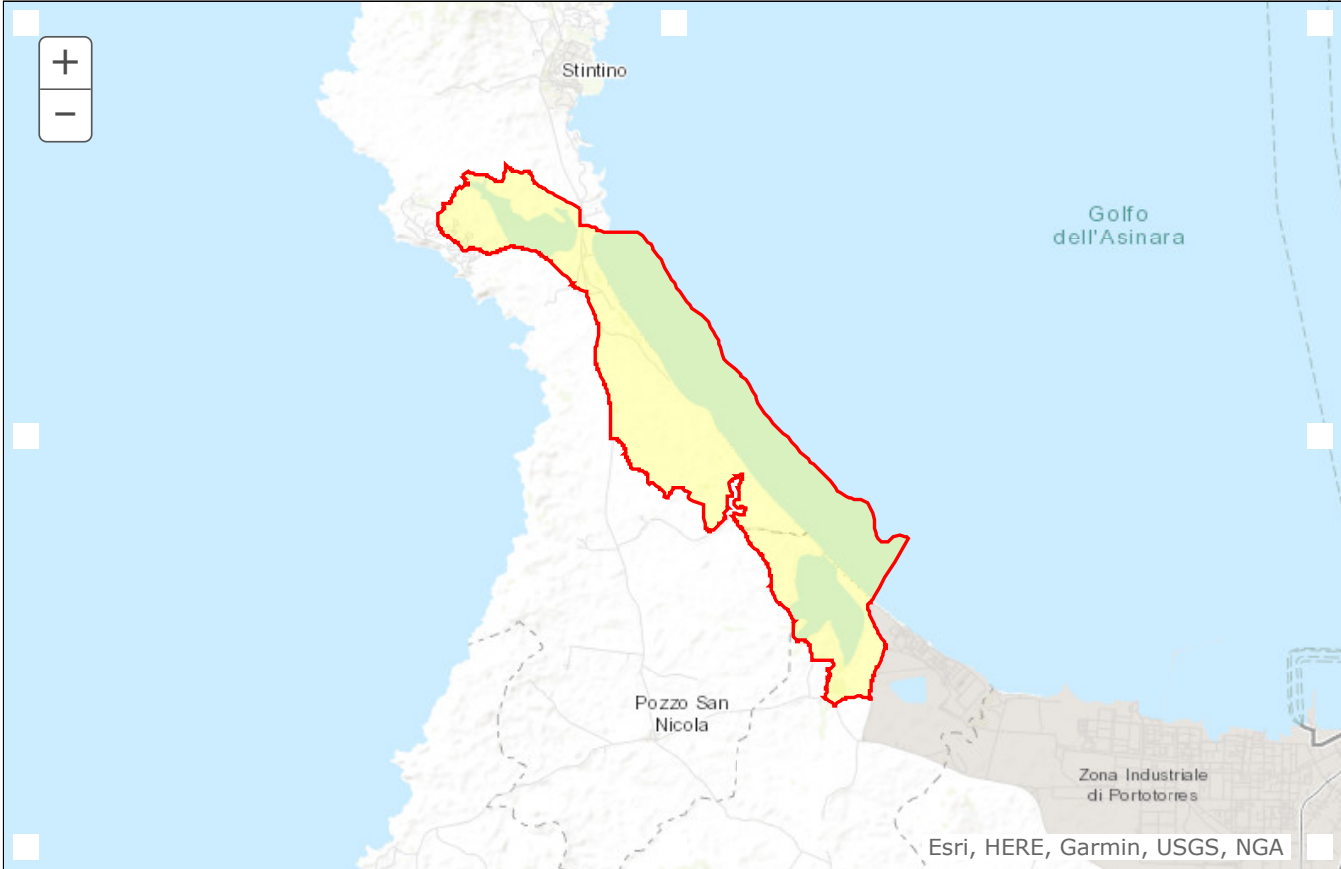 +
−
Stintino
Golfo
dell'Asinara
Pozzo San
Nicola
Zona Industriale
di Portotorres
Esri, HERE, Garmin, USGS, NGA